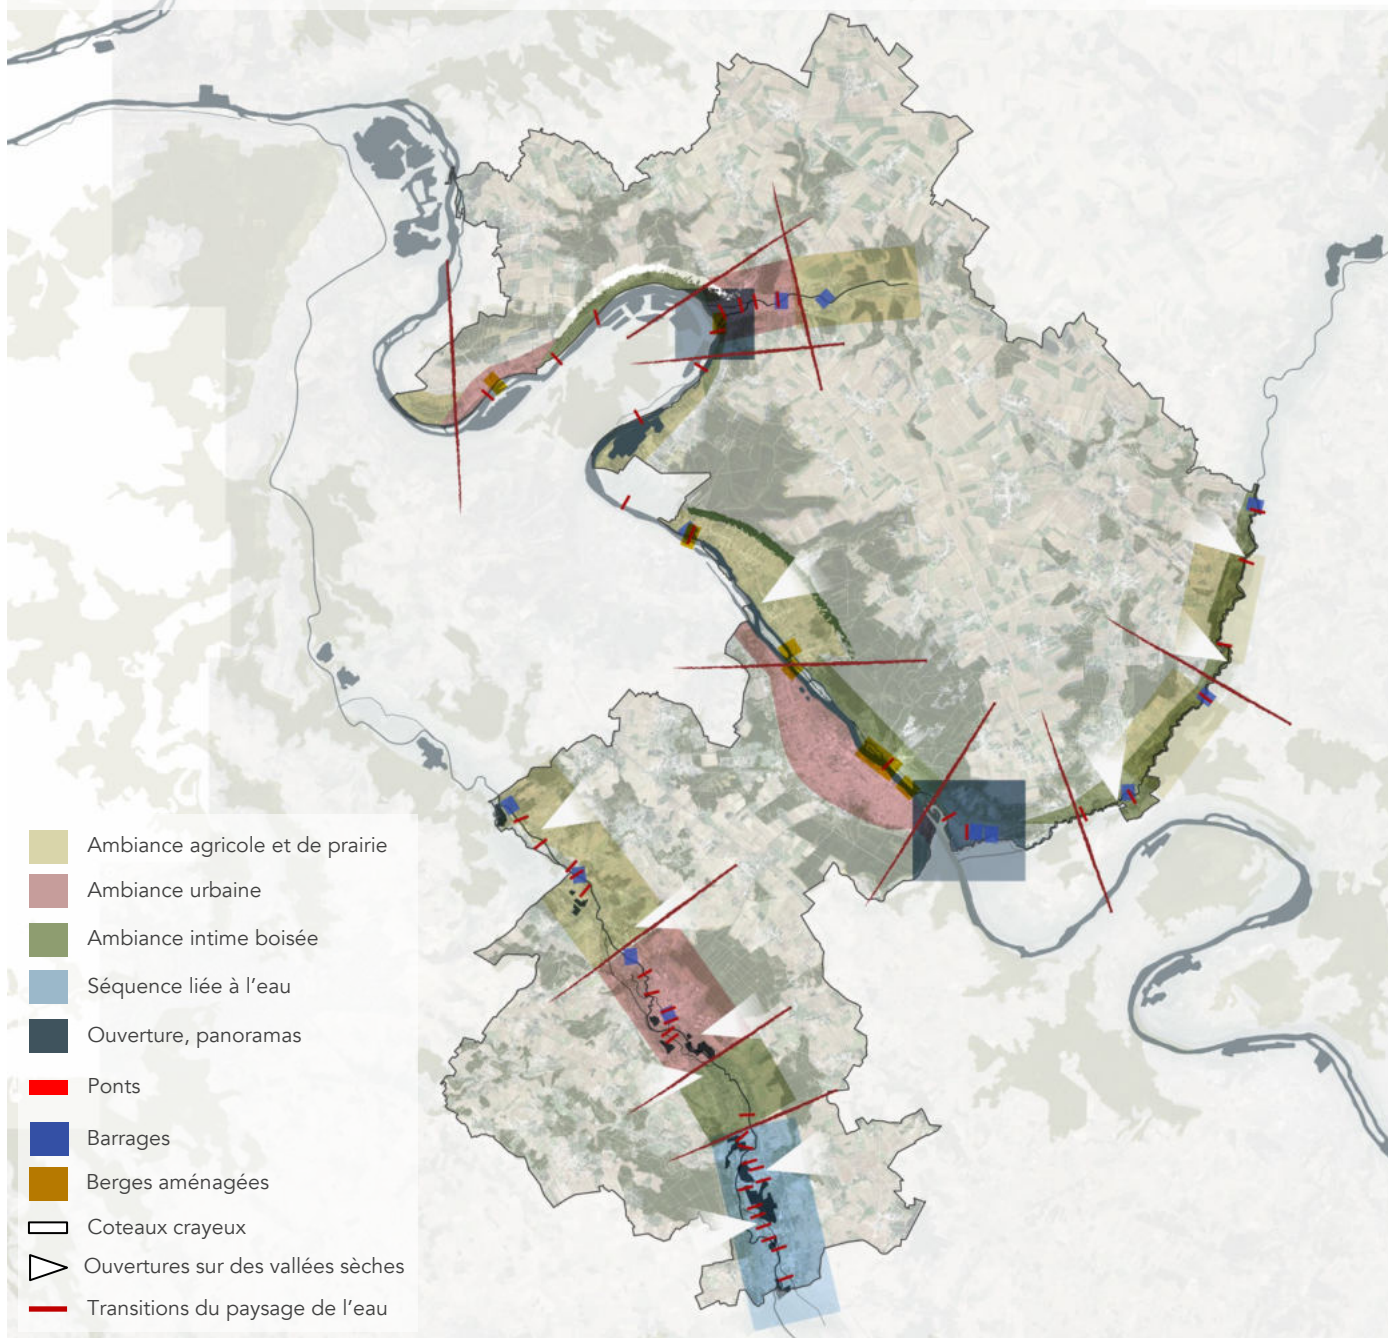 Ambiance agricole et de prairie
Ambiance urbaine
Ambiance intime boisée
Séquence liée à l'eau
Ouverture, panoramas
Ponts
Barrages
Berges aménagées
Coteaux crayeux
Ouvertures sur des vallées sèches
Transitions du paysage de l'eau